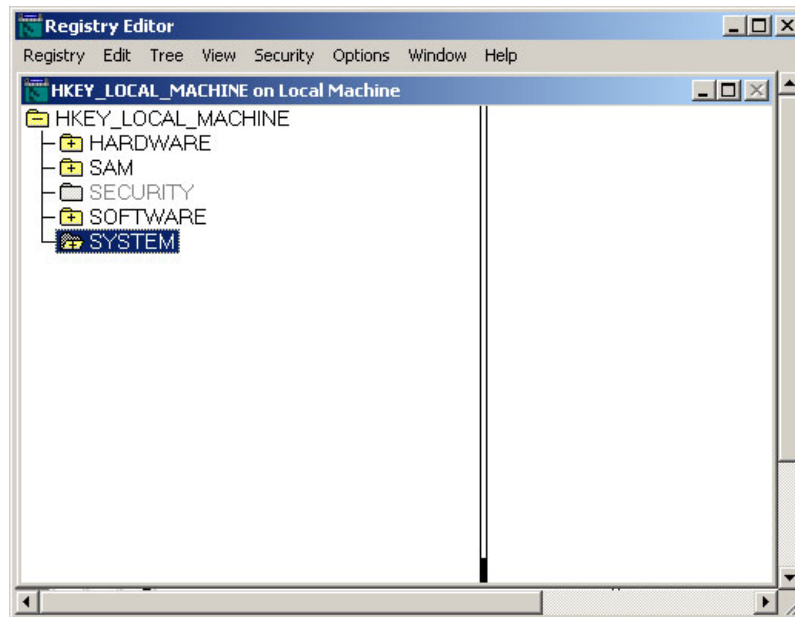 Registry Editor
Registry Edit Tree View Security Options Window Help
HKEY_LOCAL_MACHINE on Local Machine
HKEY_LOCAL_MACHINE
HARDWARE
SAM
SECURITY
SOFTWARE
SYSTEM